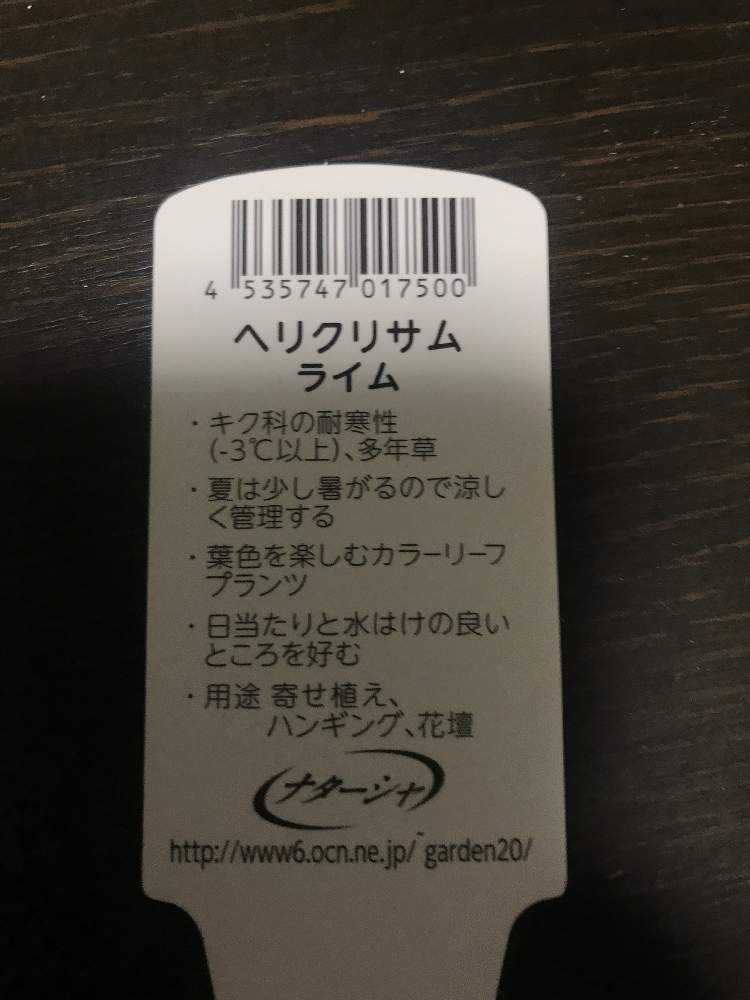 4 535747 017500
ヘリクリサム
ライム
・キク科の耐寒性
(-3℃以上)、多年草
・夏は少し暑がるので涼し
く管理する
・葉色を楽しむカラーリーフ
プランツ
・日当たりと水はけの良い
ところを好む
・用途 寄せ植え、
ハンギング、花壇
ナターシャ
http://www6.ocn.ne.jp/~garden20/